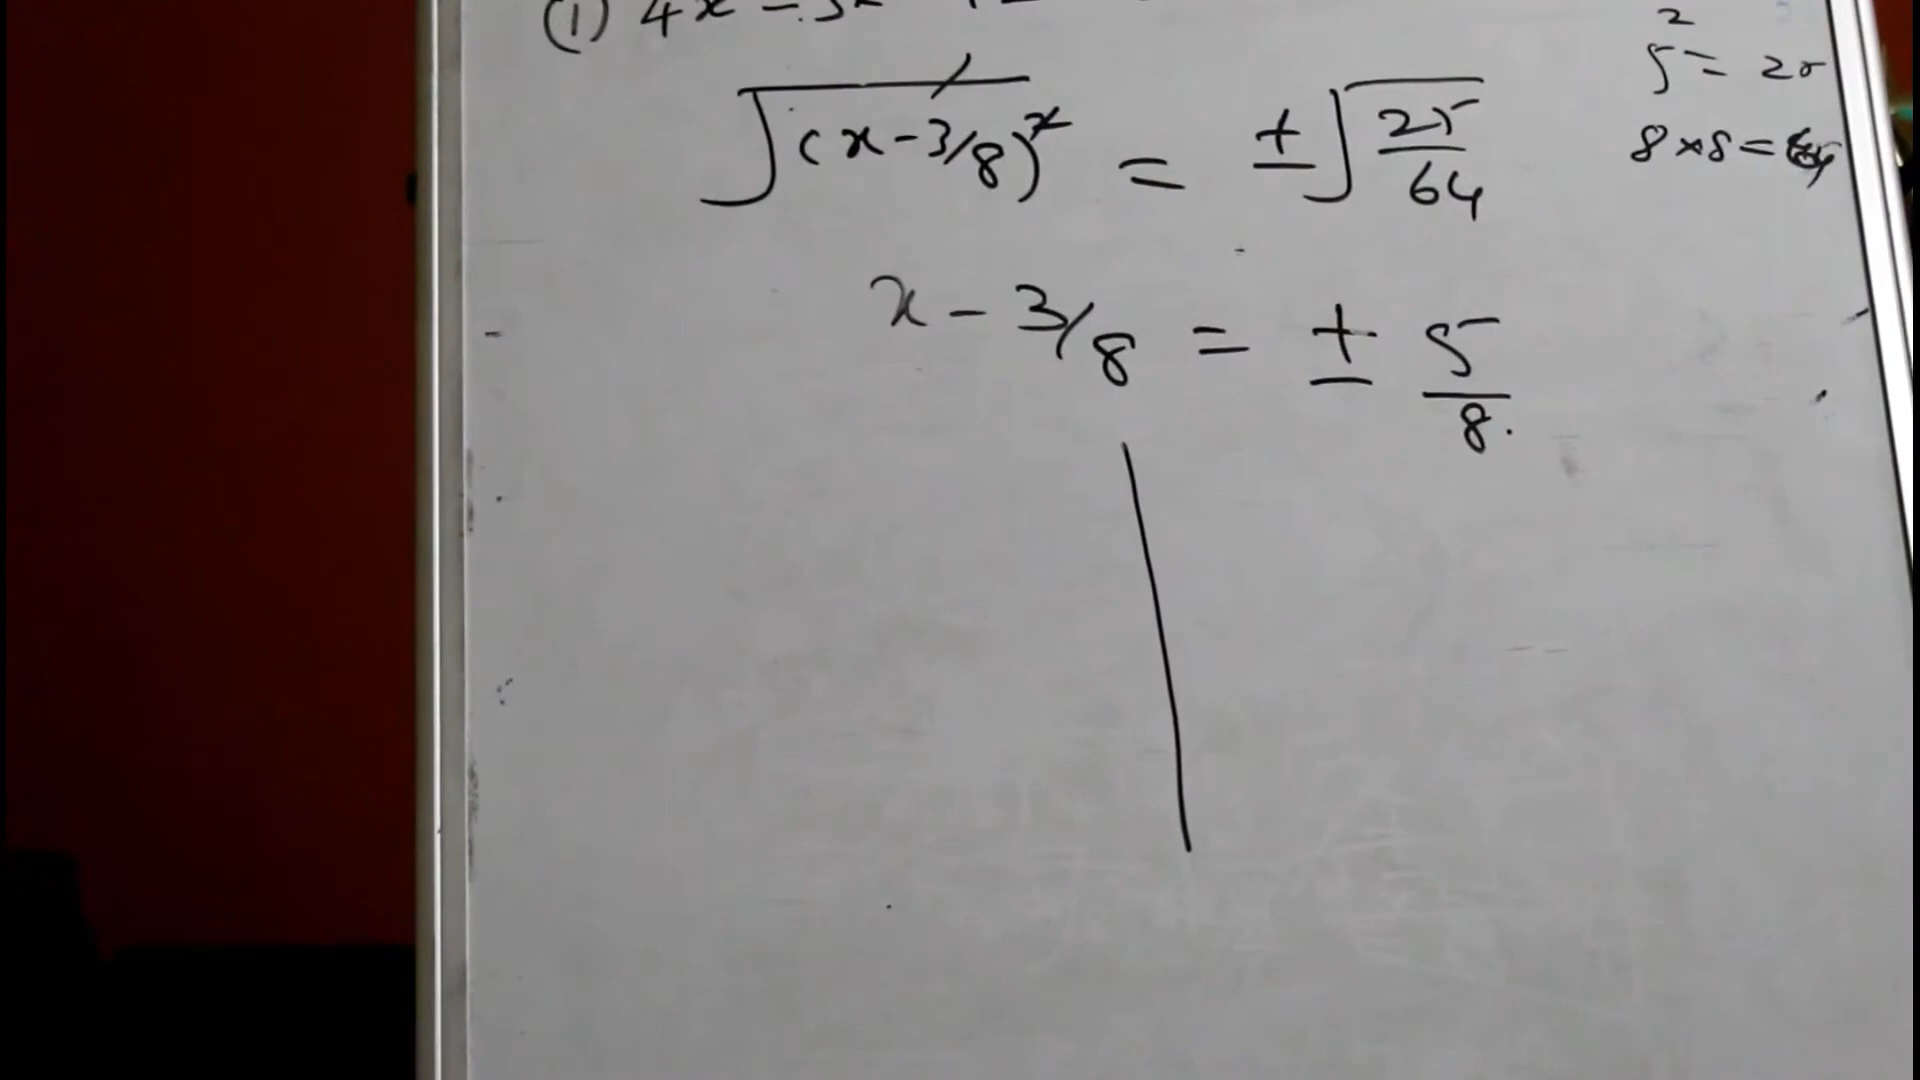 (1) 4x
√(x - 3/8)² = ± √25/64
x - 3/8 = ± 5/8.
5² = 25
8 × 8 = 64